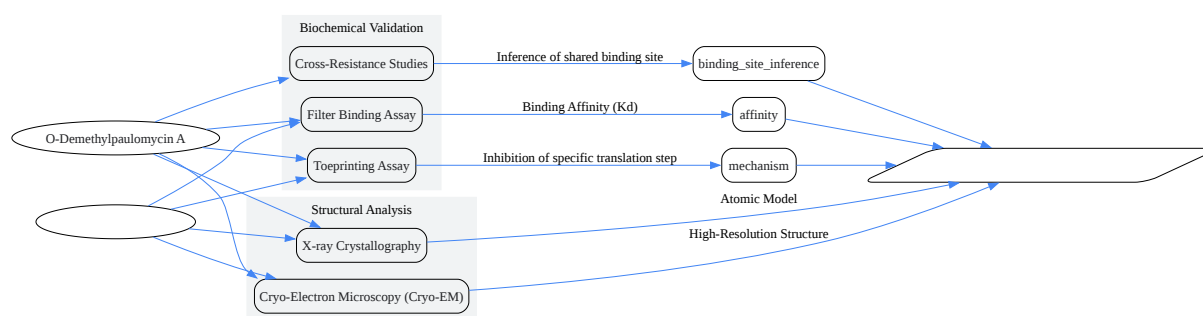 Biochemical Validation
Cross-Resistance Studies
Inference of shared binding site
binding_site_inference
Filter Binding Assay
Binding Affinity (Kd)
affinity
O-Demethylpaulomycin A
Toeprinting Assay
Inhibition of specific translation step
mechanism
Structural Analysis
Atomic Model
X-ray Crystallography
High-Resolution Structure
Cryo-Electron Microscopy (Cryo-EM)